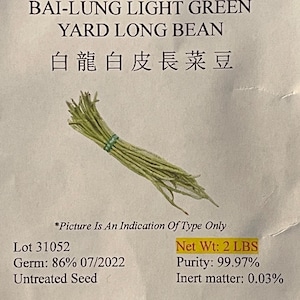 BAI-LUNG LIGHT GREEN
YARD LONG BEAN
白龍白皮長菜豆
*Picture Is An Indication Of Type Only
Lot 31052
Germ: 86% 07/2022
Untreated Seed
Net Wt: 2 LBS
Purity: 99.97%
Inert matter: 0.03%